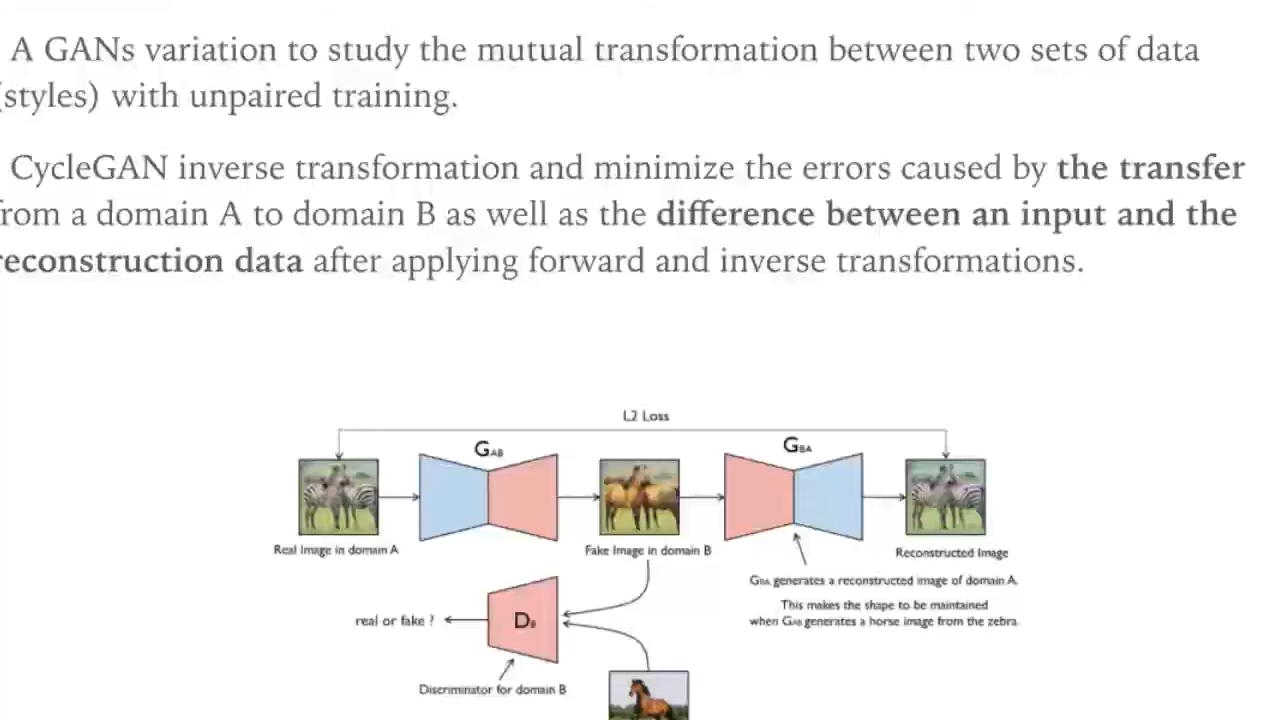 A GANs variation to study the mutual transformation between two sets of data
(styles) with unpaired training.
CycleGAN inverse transformation and minimize the errors caused by the transfer
from a domain A to domain B as well as the difference between an input and the
reconstruction data after applying forward and inverse transformations.
L2 Loss
GAB
GBA
Real Image in domain A
Fake Image in domain B
Reconstructed Image
GBA generates a reconstructed image of domain A.
This makes the shape to be maintained
when GAB generates a horse image from the zebra.
real or fake ?
DB
Discriminator for domain B